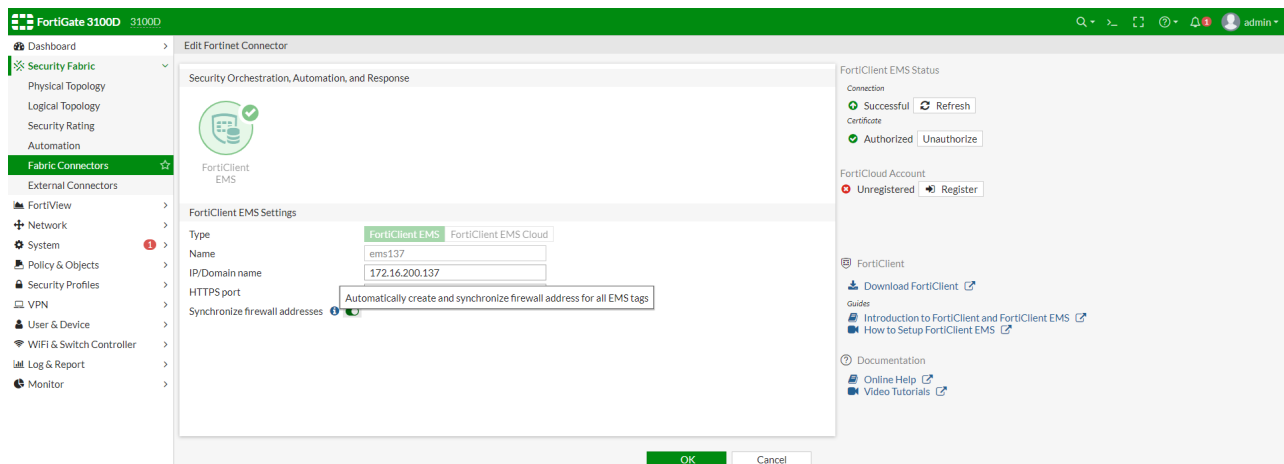 FortiGate 3100D 3100D
>_ 1 admin
Dashboard
Security Fabric
Physical Topology
Logical Topology
Security Rating
Automation
Fabric Connectors
External Connectors
FortiView
Network
System 1
Policy & Objects
Security Profiles
VPN
User & Device
WiFi & Switch Controller
Log & Report
Monitor
Edit Fortinet Connector
Security Orchestration, Automation, and Response
FortiClient
EMS
FortiClient EMS Settings
Type FortiClient EMS FortiClient EMS Cloud
Name ems137
IP/Domain name 172.16.200.137
HTTPS port
Automatically create and synchronize firewall address for all EMS tags
Synchronize firewall addresses
OK Cancel
FortiClient EMS Status
Connection
Successful Refresh
Certificate
Authorized Unauthorize
FortiCloud Account
Unregistered Register
FortiClient
Download FortiClient
Guides
Introduction to FortiClient and FortiClient EMS
How to Setup FortiClient EMS
Documentation
Online Help
Video Tutorials